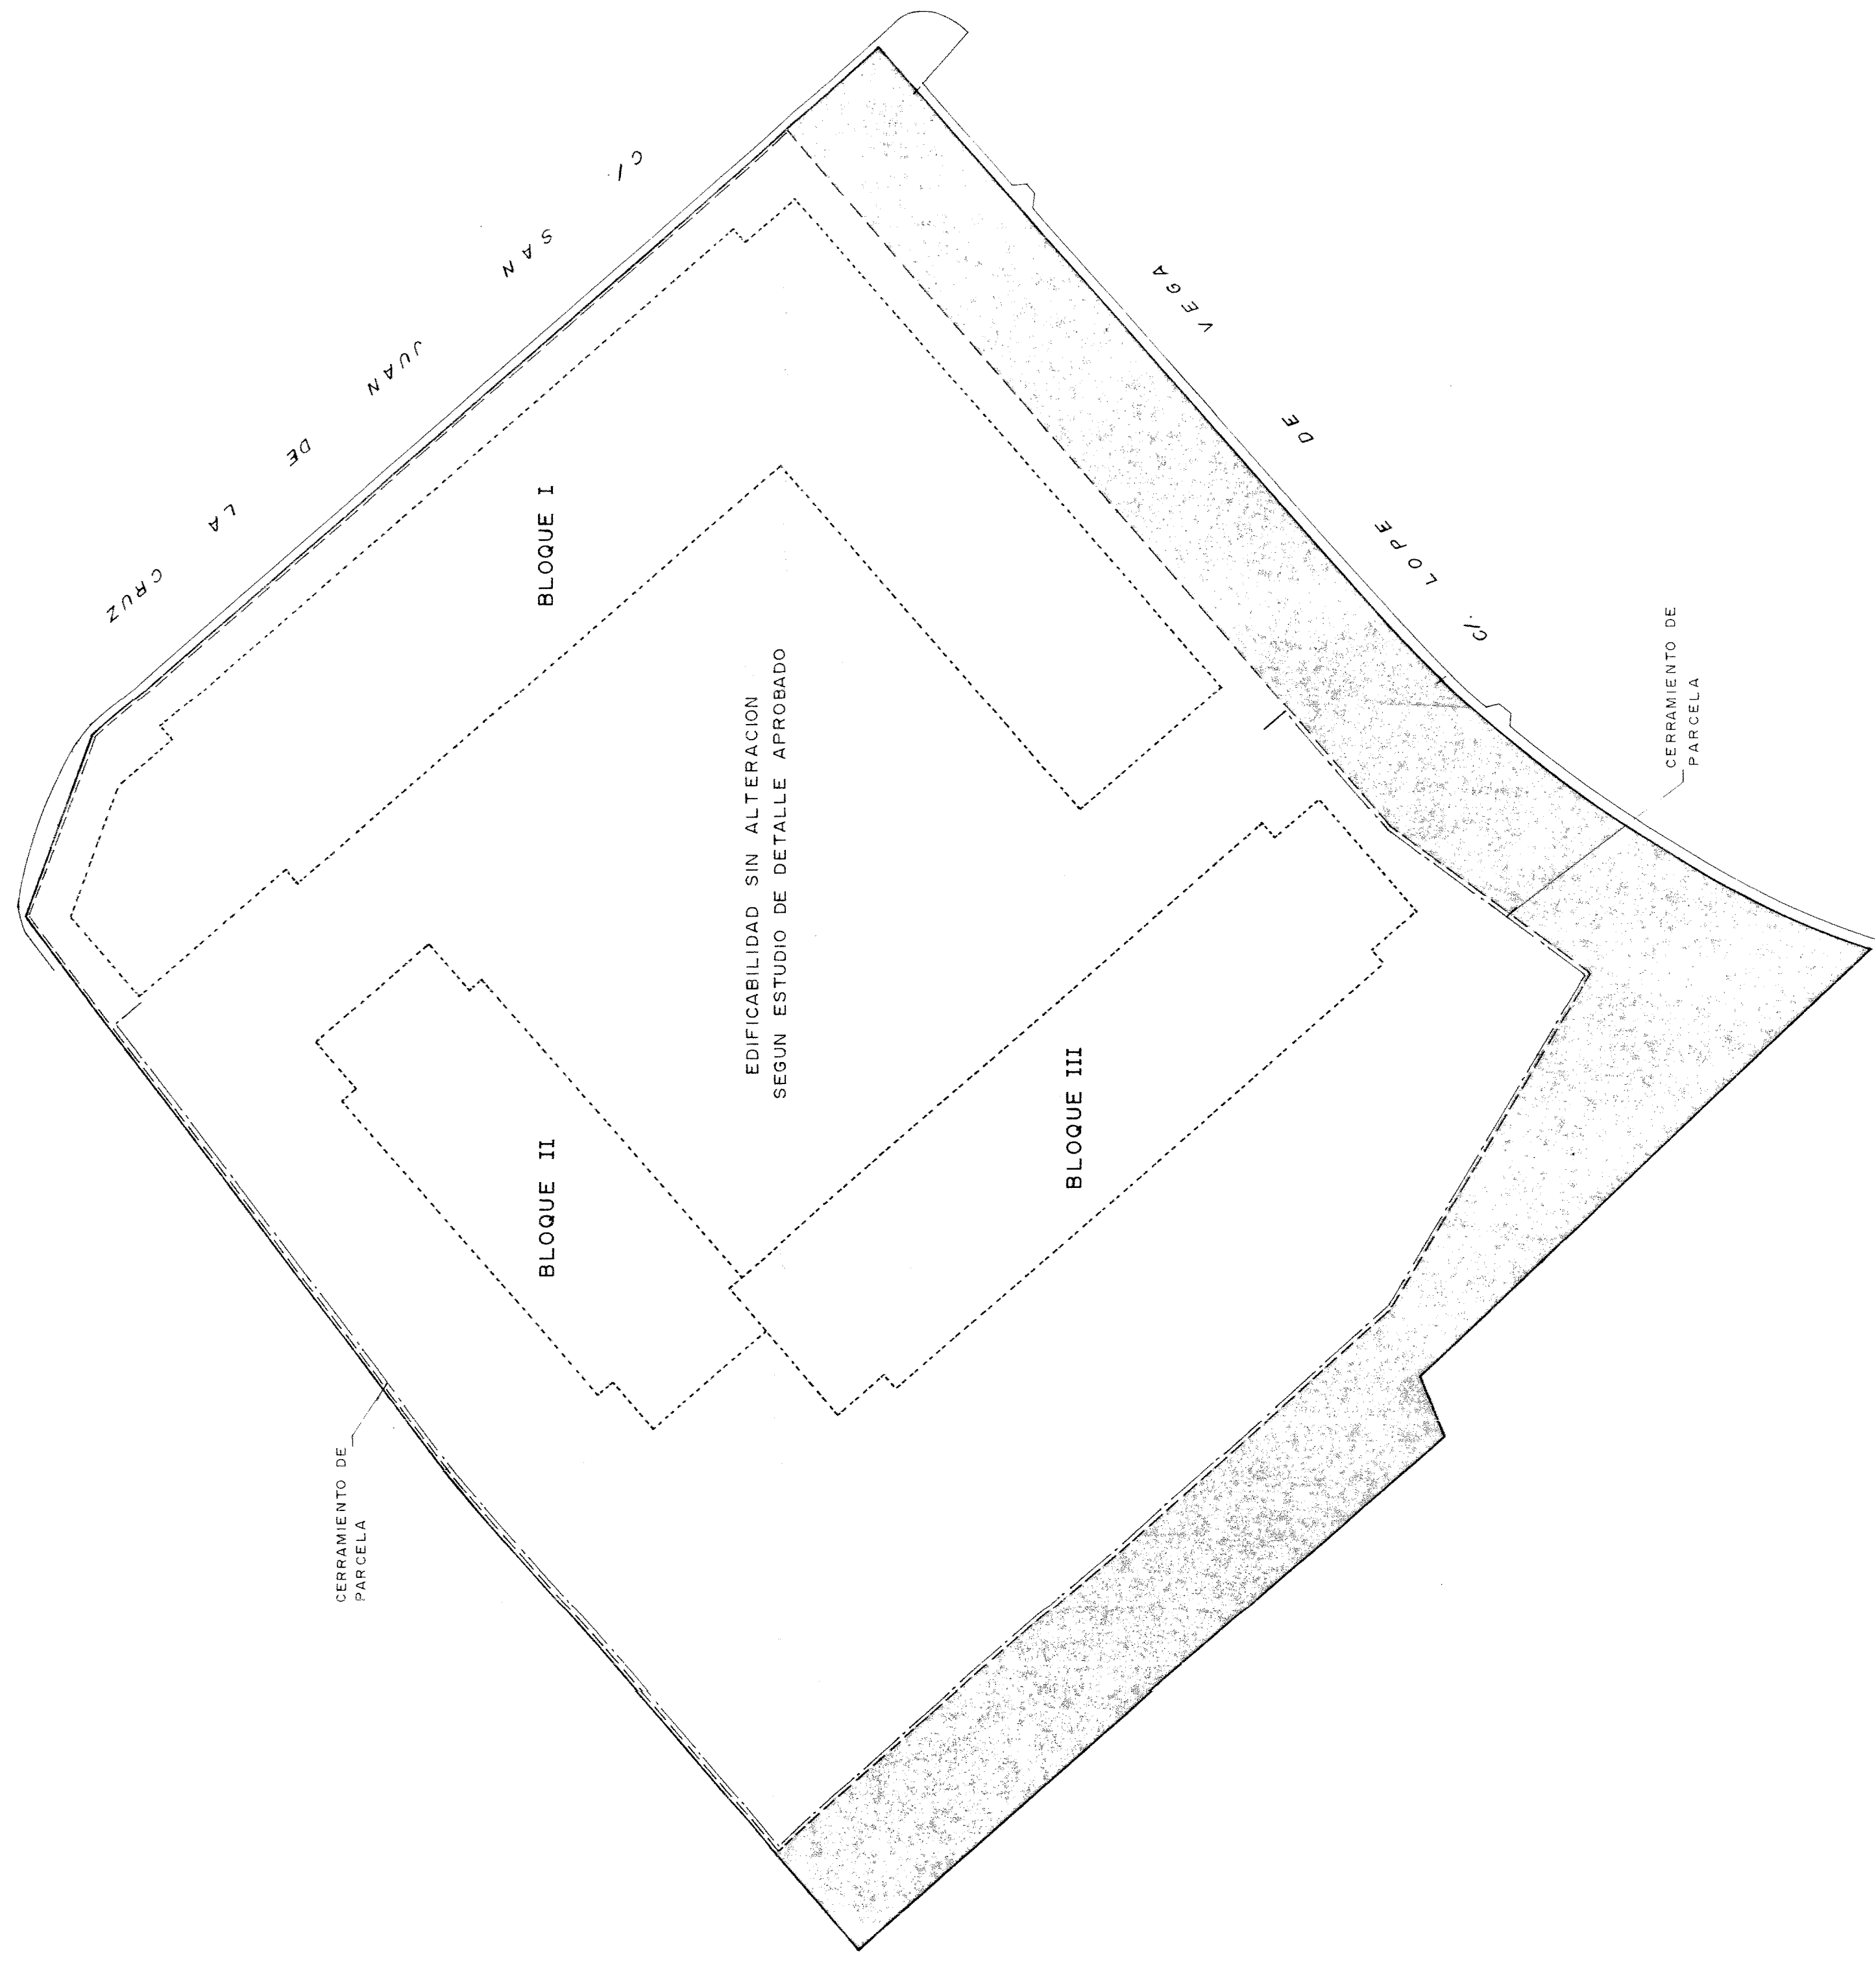 C/. SAN JUAN DE LA CRUZ
C/. LOPE DE VEGA
BLOQUE I
EDIFICABILIDAD SIN ALTERACION
SEGUN ESTUDIO DE DETALLE APROBADO
BLOQUE II
BLOQUE III
CERRAMIENTO DE
PARCELA
CERRAMIENTO DE
PARCELA